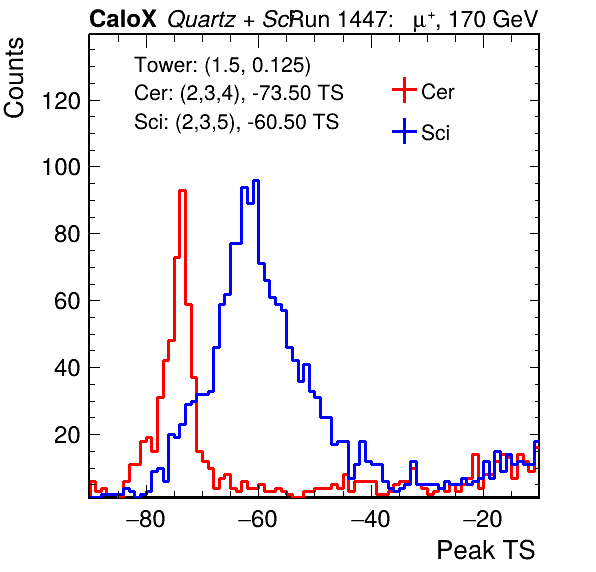 CaloX Quartz + Sci Run 1447: μ⁺, 170 GeV
Counts
Tower: (1.5, 0.125)
Cer: (2,3,4), -73.50 TS
Sci: (2,3,5), -60.50 TS
Cer
Sci
120
100
80
60
40
20
−80 −60 −40 −20
Peak TS